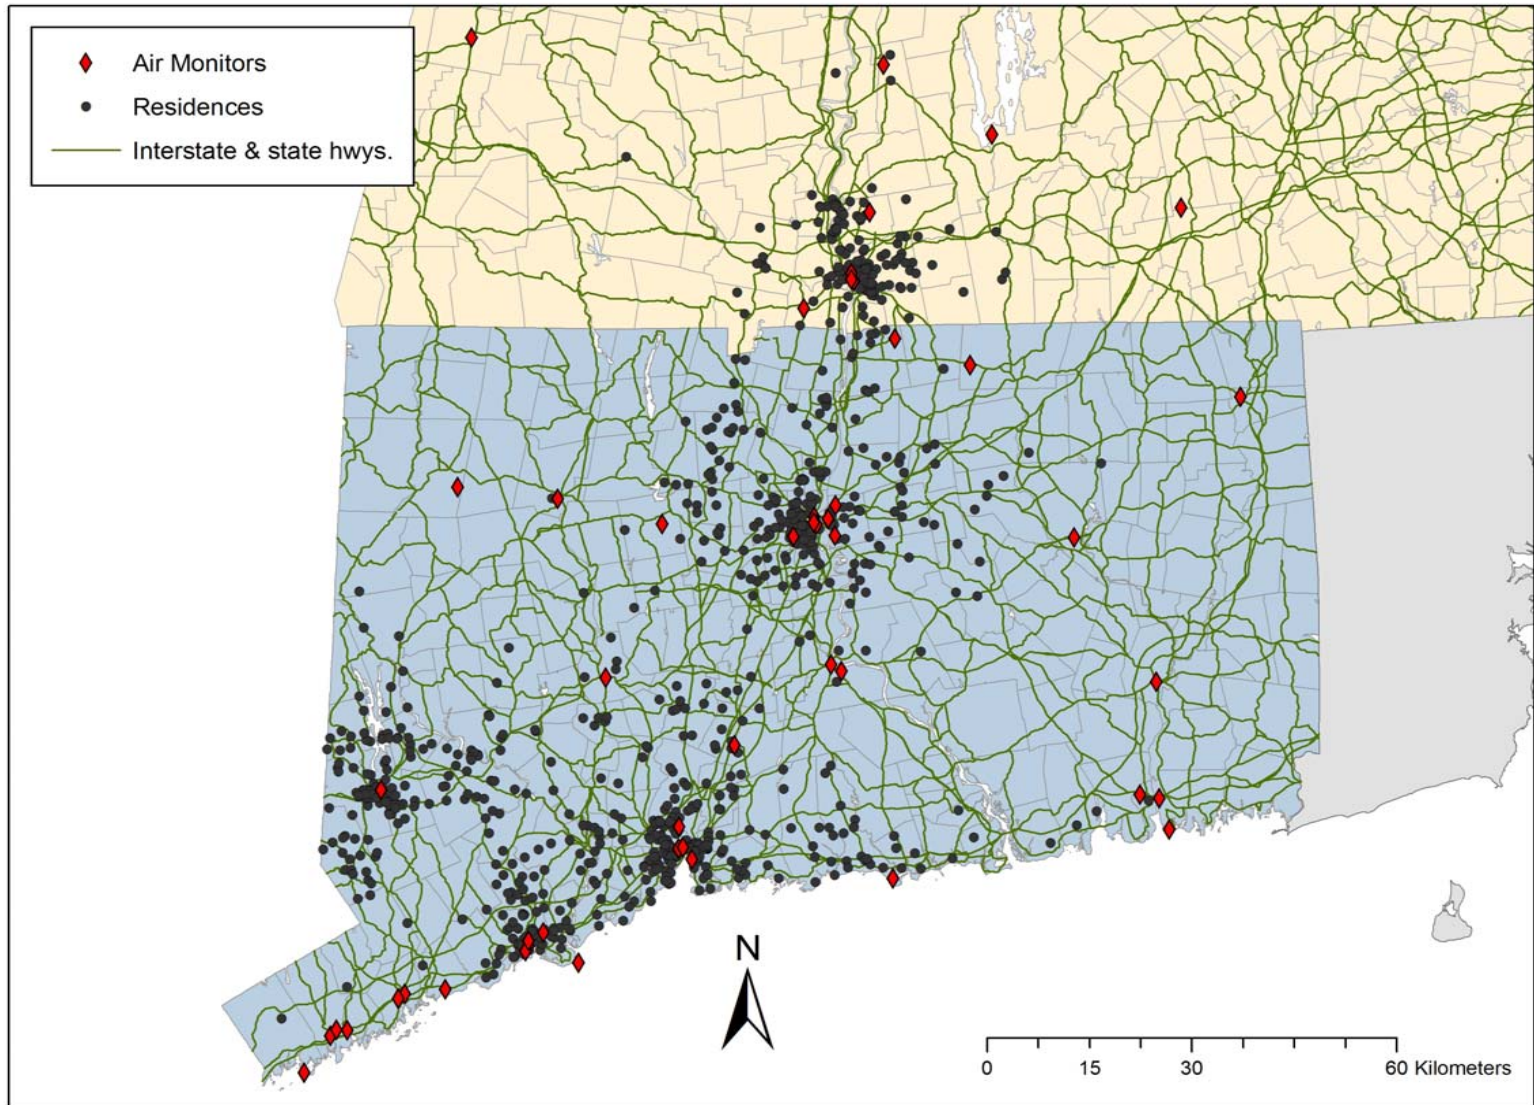 Air Monitors
Residences
Interstate & state hwys.
N
0 15 30 60 Kilometers